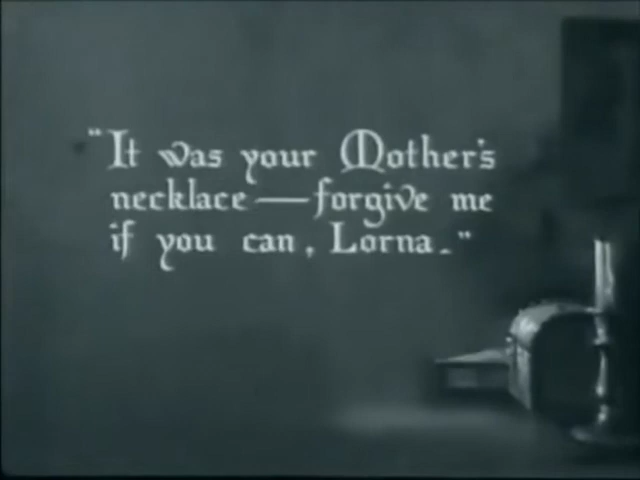 "It was your Mother's
necklace — forgive me
if you can, Lorna."